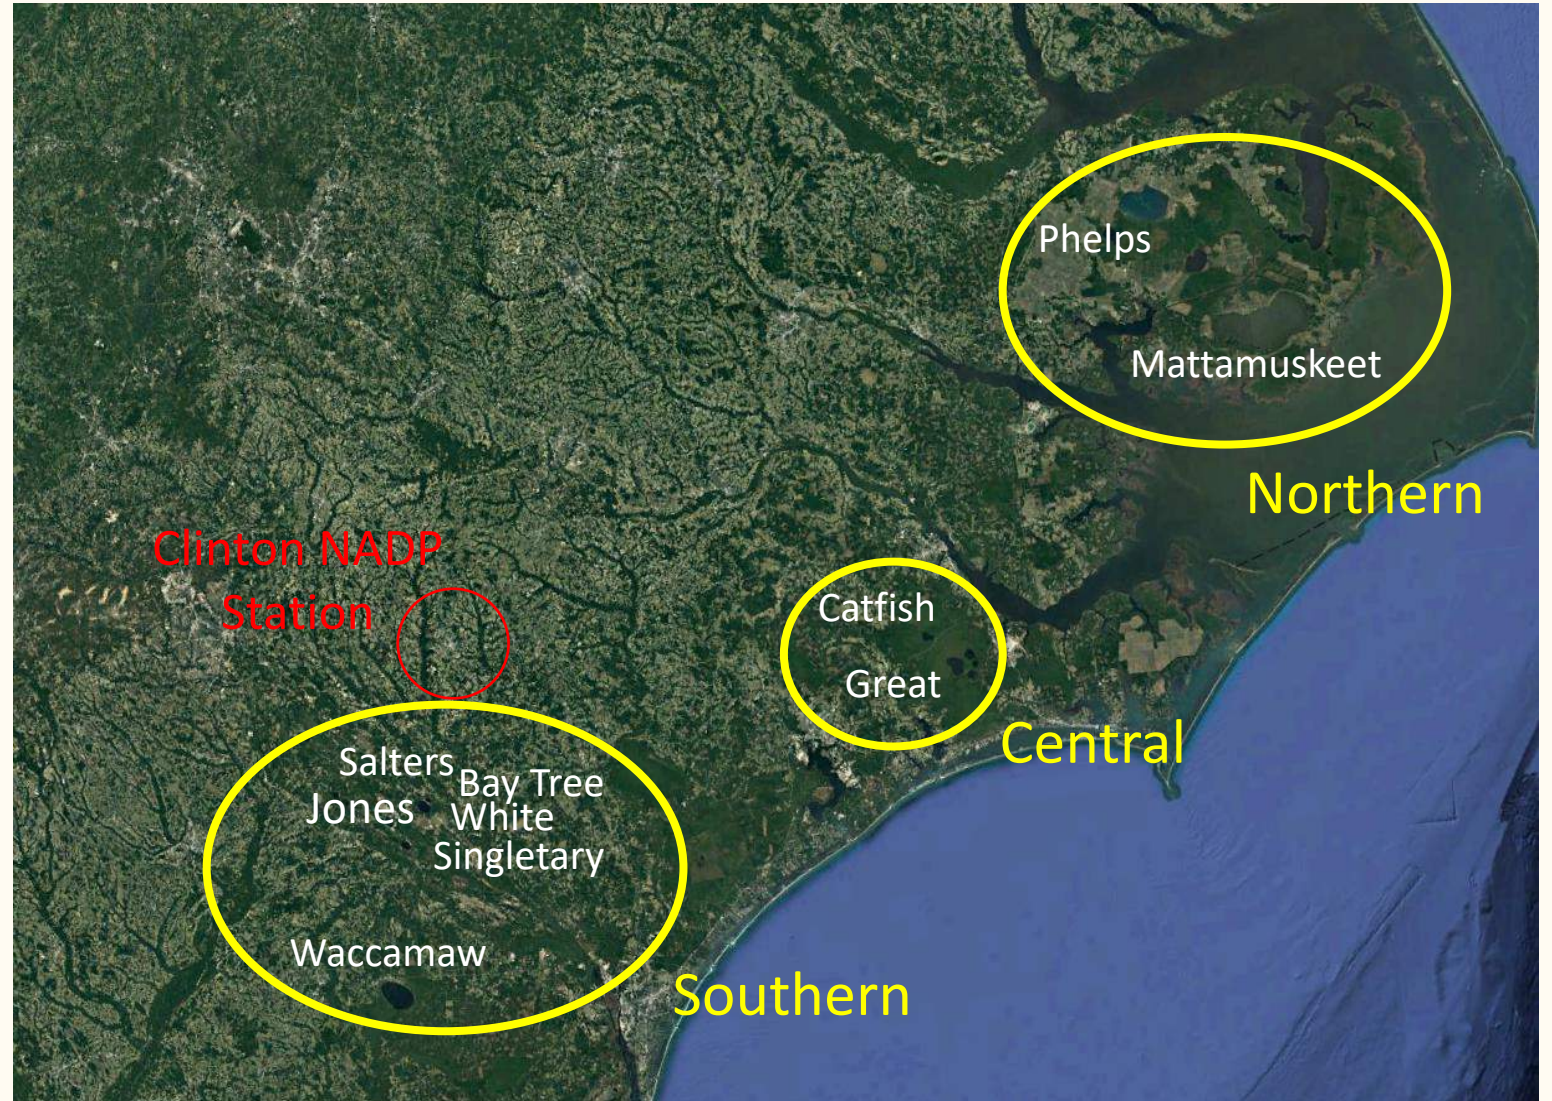 Phelps
Mattamuskeet
Northern
Clinton NADP
Station
Catfish
Great
Central
Salters
Bay Tree
Jones
White
Singletary
Waccamaw
Southern